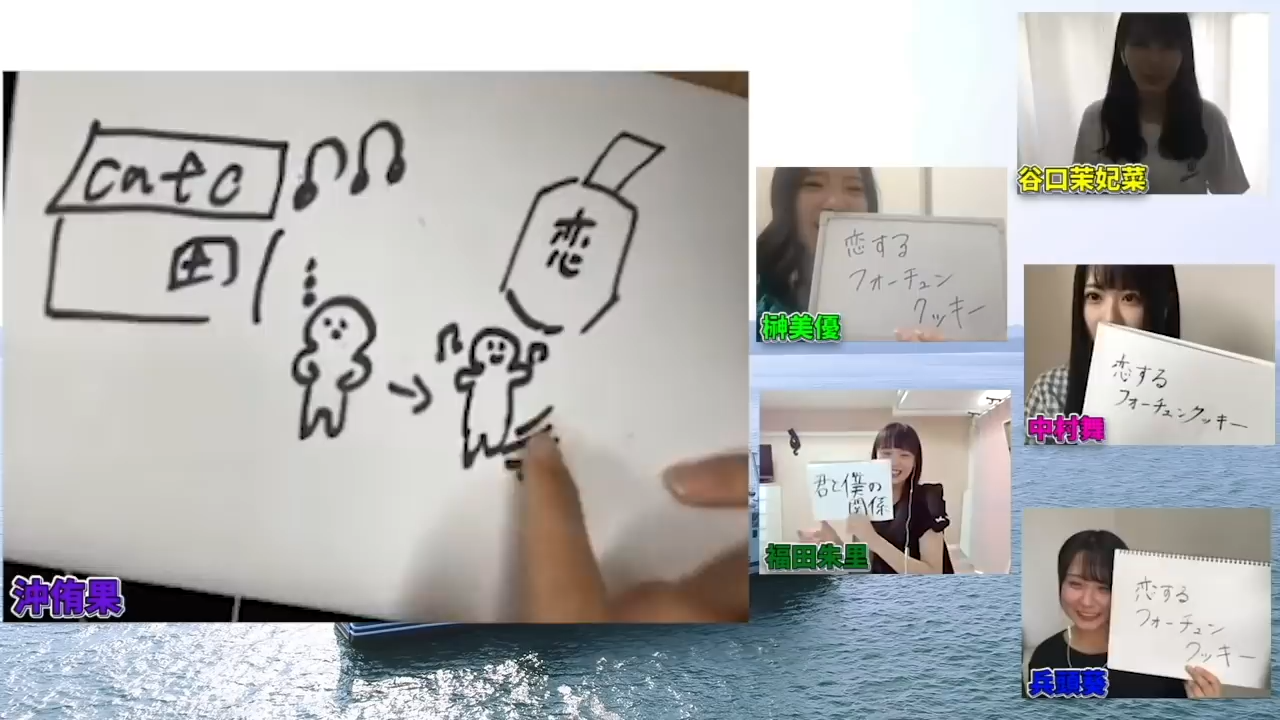 cafe
恋
沖侑果
谷口茉妃菜
恋する
フォーチュン
クッキー
榊美優
恋する
フォーチュンクッキー
中村舞
君と僕の
関係
福田朱里
恋する
フォーチュン
クッキー
兵頭葵